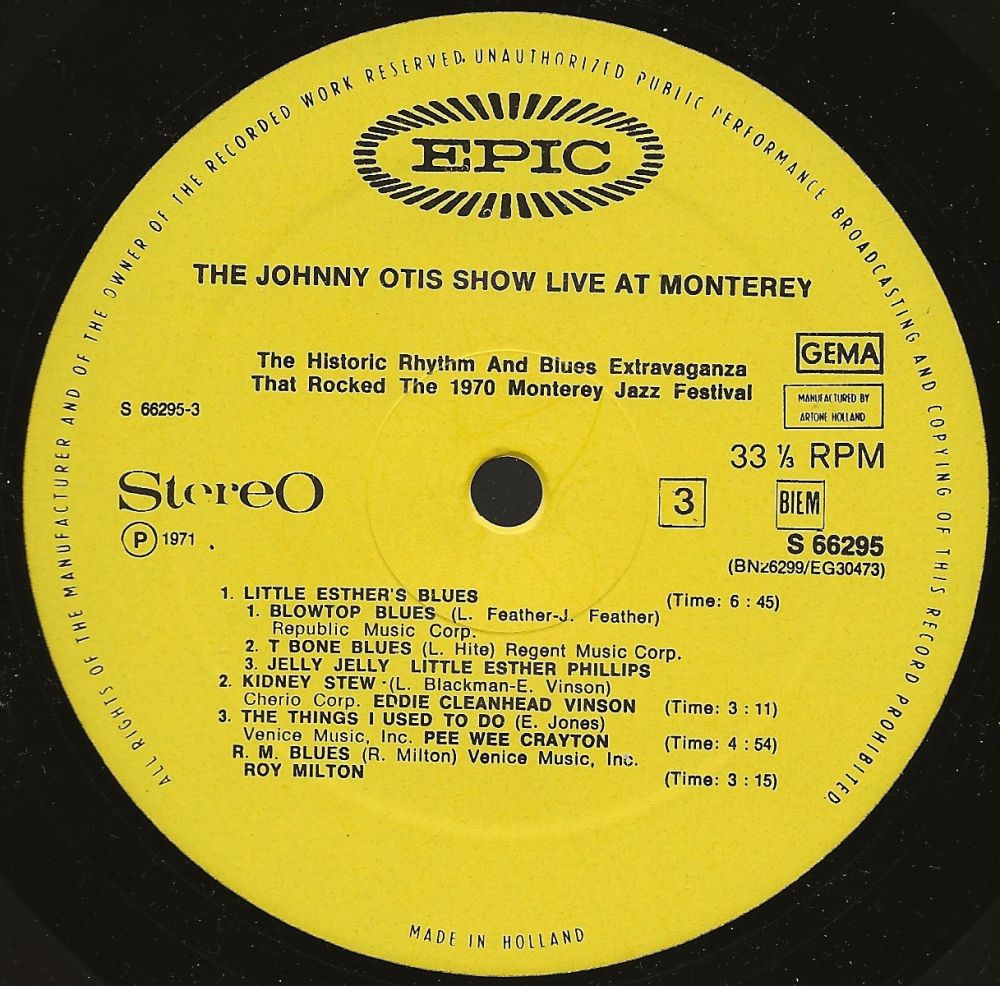 ALL RIGHTS OF THE MANUFACTURER AND OF THE OWNER OF THE RECORDED WORK RESERVED. UNAUTHORIZED PUBLIC PERFORMANCE BROADCASTING AND COPYING OF THIS RECORD PROHIBITED.
EPIC
THE JOHNNY OTIS SHOW LIVE AT MONTEREY
The Historic Rhythm And Blues Extravaganza
That Rocked The 1970 Monterey Jazz Festival
GEMA
MANUFACTURED BY
ARTONE HOLLAND
S 66295-3
33 ⅓ RPM
Stereo
3
BIEM
Ⓟ 1971
S 66295
(BN26299/EG30473)
1. LITTLE ESTHER'S BLUES (Time: 6 : 45)
1. BLOWTOP BLUES (L. Feather-J. Feather)
Republic Music Corp.
2. T BONE BLUES (L. Hite) Regent Music Corp.
3. JELLY JELLY LITTLE ESTHER PHILLIPS
2. KIDNEY STEW - (L. Blackman-E. Vinson)
Cherio Corp. EDDIE CLEANHEAD VINSON (Time: 3 : 11)
3. THE THINGS I USED TO DO (E. Jones)
Venice Music, Inc. PEE WEE CRAYTON (Time: 4 : 54)
R. M. BLUES (R. Milton) Venice Music, Inc.
ROY MILTON (Time: 3 : 15)
MADE IN HOLLAND